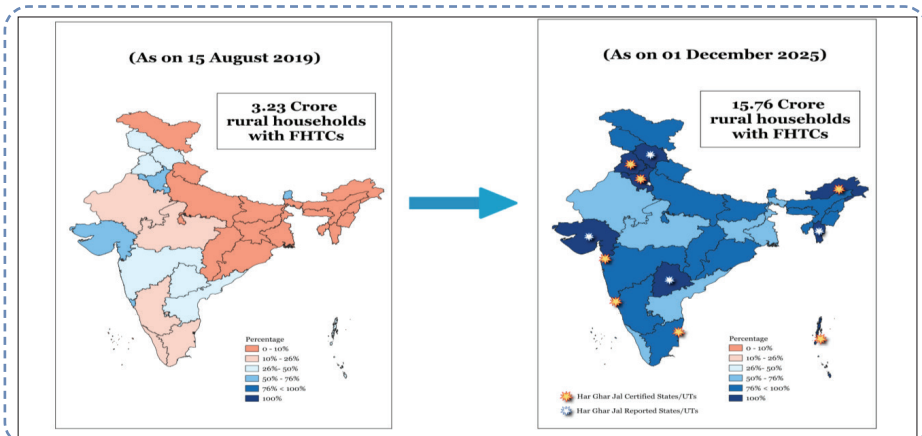 (As on 15 August 2019)
3.23 Crore
rural households
with FHTCs
Percentage
0 - 10%
10% - 26%
26%- 50%
50% - 76%
76% < 100%
100%
(As on 01 December 2025)
15.76 Crore
rural households
with FHTCs
Percentage
0 - 10%
10% - 26%
26%- 50%
50% - 76%
76% < 100%
100%
Har Ghar Jal Certified States/UTs
Har Ghar Jal Reported States/UTs